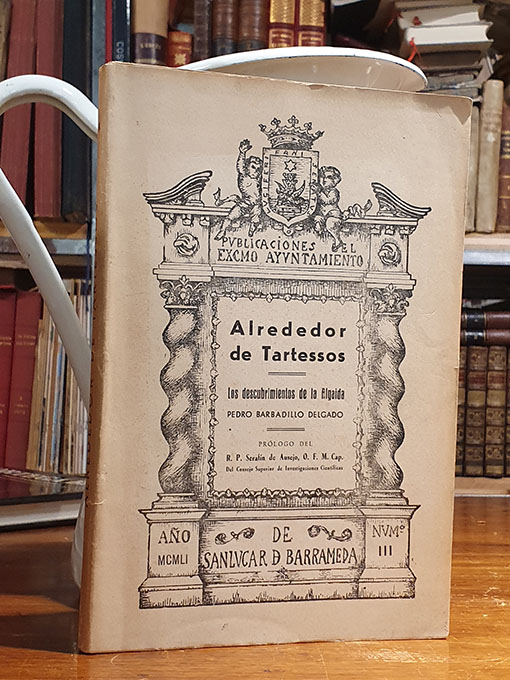 PVBLICACIONES DEL
EXCMO AYVNTAMIENTO
Alrededor
de Tartessos
Los descubrimientos de la Algaida
PEDRO BARBADILLO DELGADO
PRÓLOGO DEL
R. P. Serafín de Ausejo, O. F. M. Cap.
Del Consejo Superior de Investigaciones Científicas
AÑO
MCMLI
DE
SANLVCAR D BARRAMEDA
NVMº
III